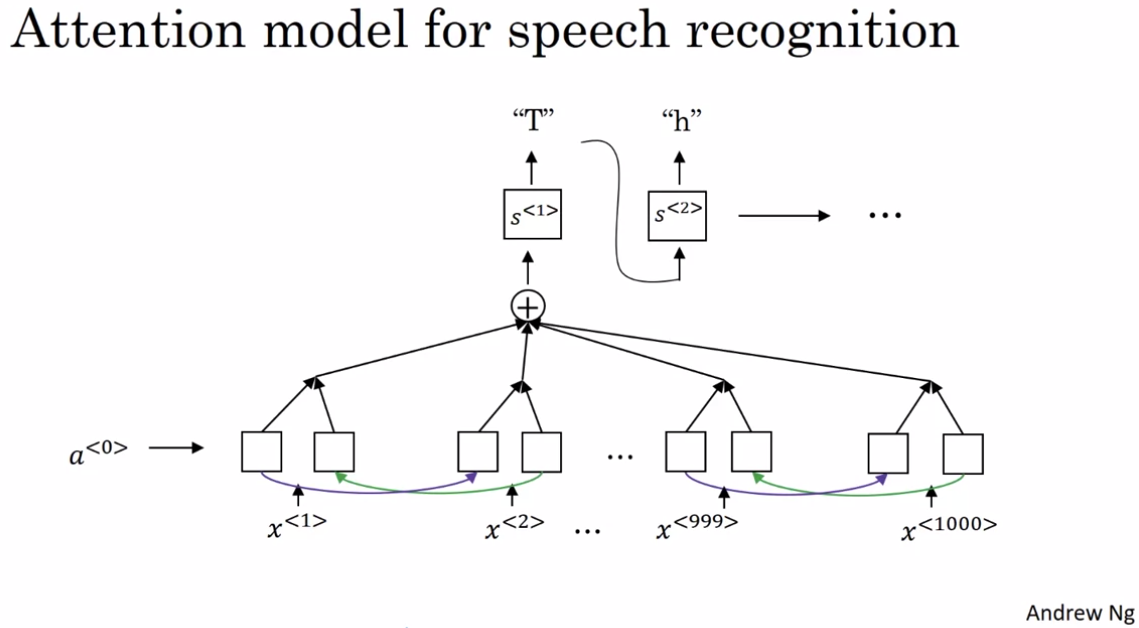 Attention model for speech recognition
“T” “h”
s<1> s<2> ...
+
a<0> ...
x<1> x<2> ... x<999> x<1000>
Andrew Ng